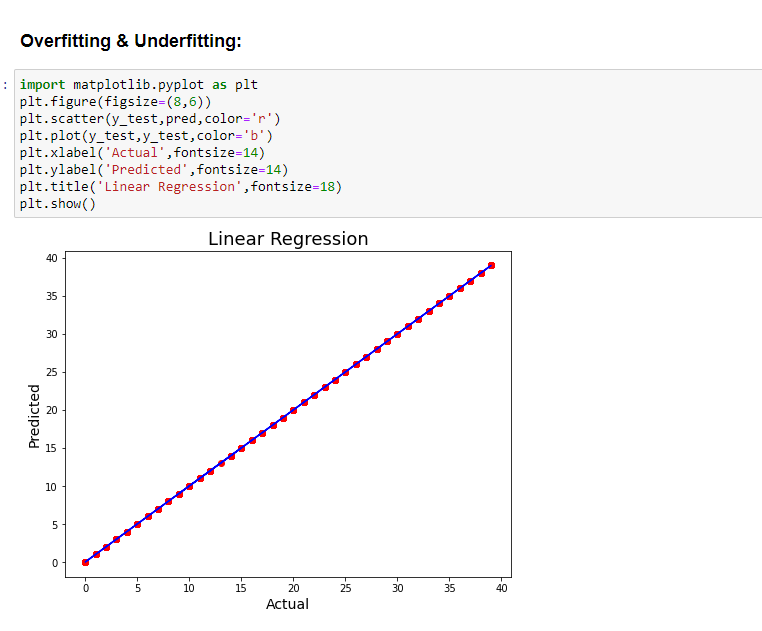 Overfitting & Underfitting:
:
import matplotlib.pyplot as plt
plt.figure(figsize=(8,6))
plt.scatter(y_test,pred,color='r')
plt.plot(y_test,y_test,color='b')
plt.xlabel('Actual',fontsize=14)
plt.ylabel('Predicted',fontsize=14)
plt.title('Linear Regression',fontsize=18)
plt.show()
Linear Regression
40
35
30
25
20
15
10
5
0
Predicted
0 5 10 15 20 25 30 35 40
Actual